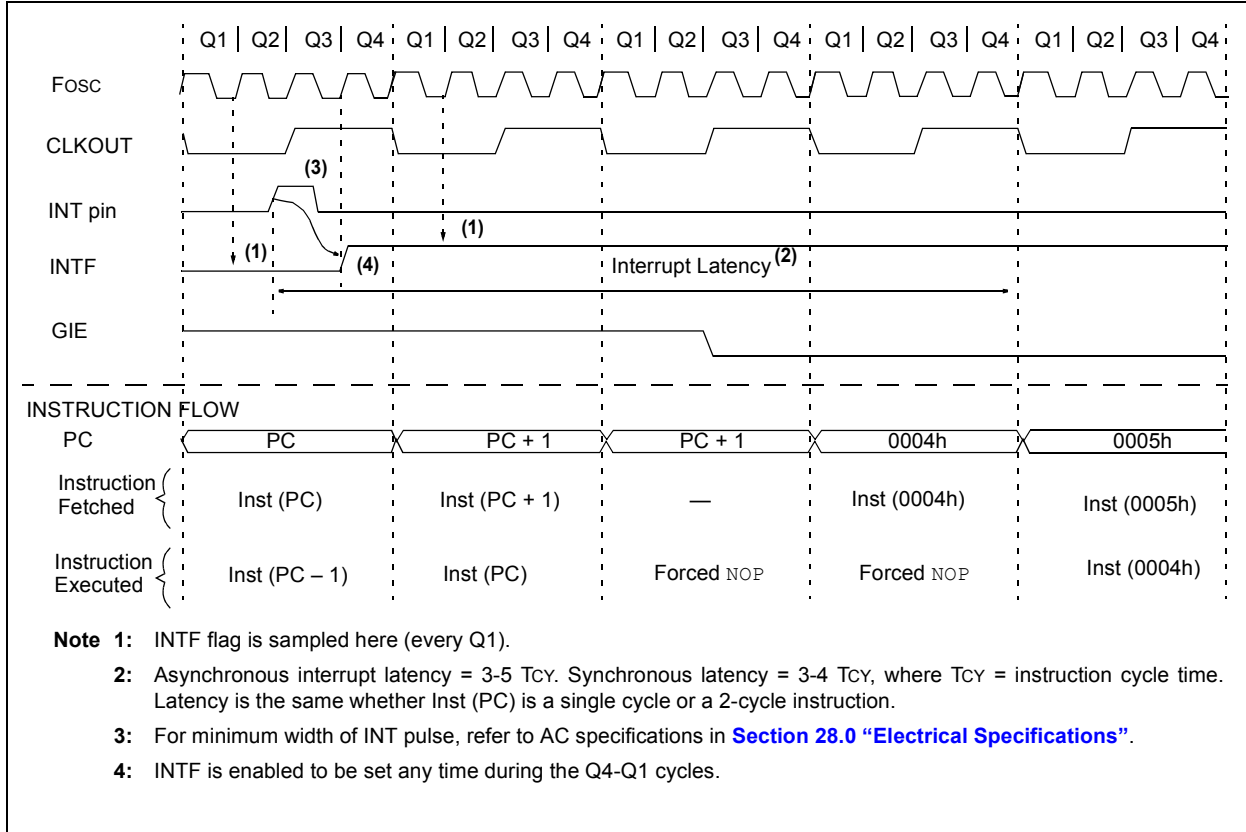 Q1 Q2 Q3 Q4 Q1 Q2 Q3 Q4 Q1 Q2 Q3 Q4 Q1 Q2 Q3 Q4 Q1 Q2 Q3 Q4
FOSC
CLKOUT
(3)
INT pin
(1) (1)
INTF (4) Interrupt Latency(2)
GIE
INSTRUCTION FLOW
PC PC PC + 1 PC + 1 0004h 0005h
Instruction Fetched Inst (PC) Inst (PC + 1) — Inst (0004h) Inst (0005h)
Instruction Executed Inst (PC – 1) Inst (PC) Forced NOP Forced NOP Inst (0004h)
Note 1: INTF flag is sampled here (every Q1).
2: Asynchronous interrupt latency = 3-5 TCY. Synchronous latency = 3-4 TCY, where TCY = instruction cycle time.
Latency is the same whether Inst (PC) is a single cycle or a 2-cycle instruction.
3: For minimum width of INT pulse, refer to AC specifications in Section 28.0 “Electrical Specifications”.
4: INTF is enabled to be set any time during the Q4-Q1 cycles.